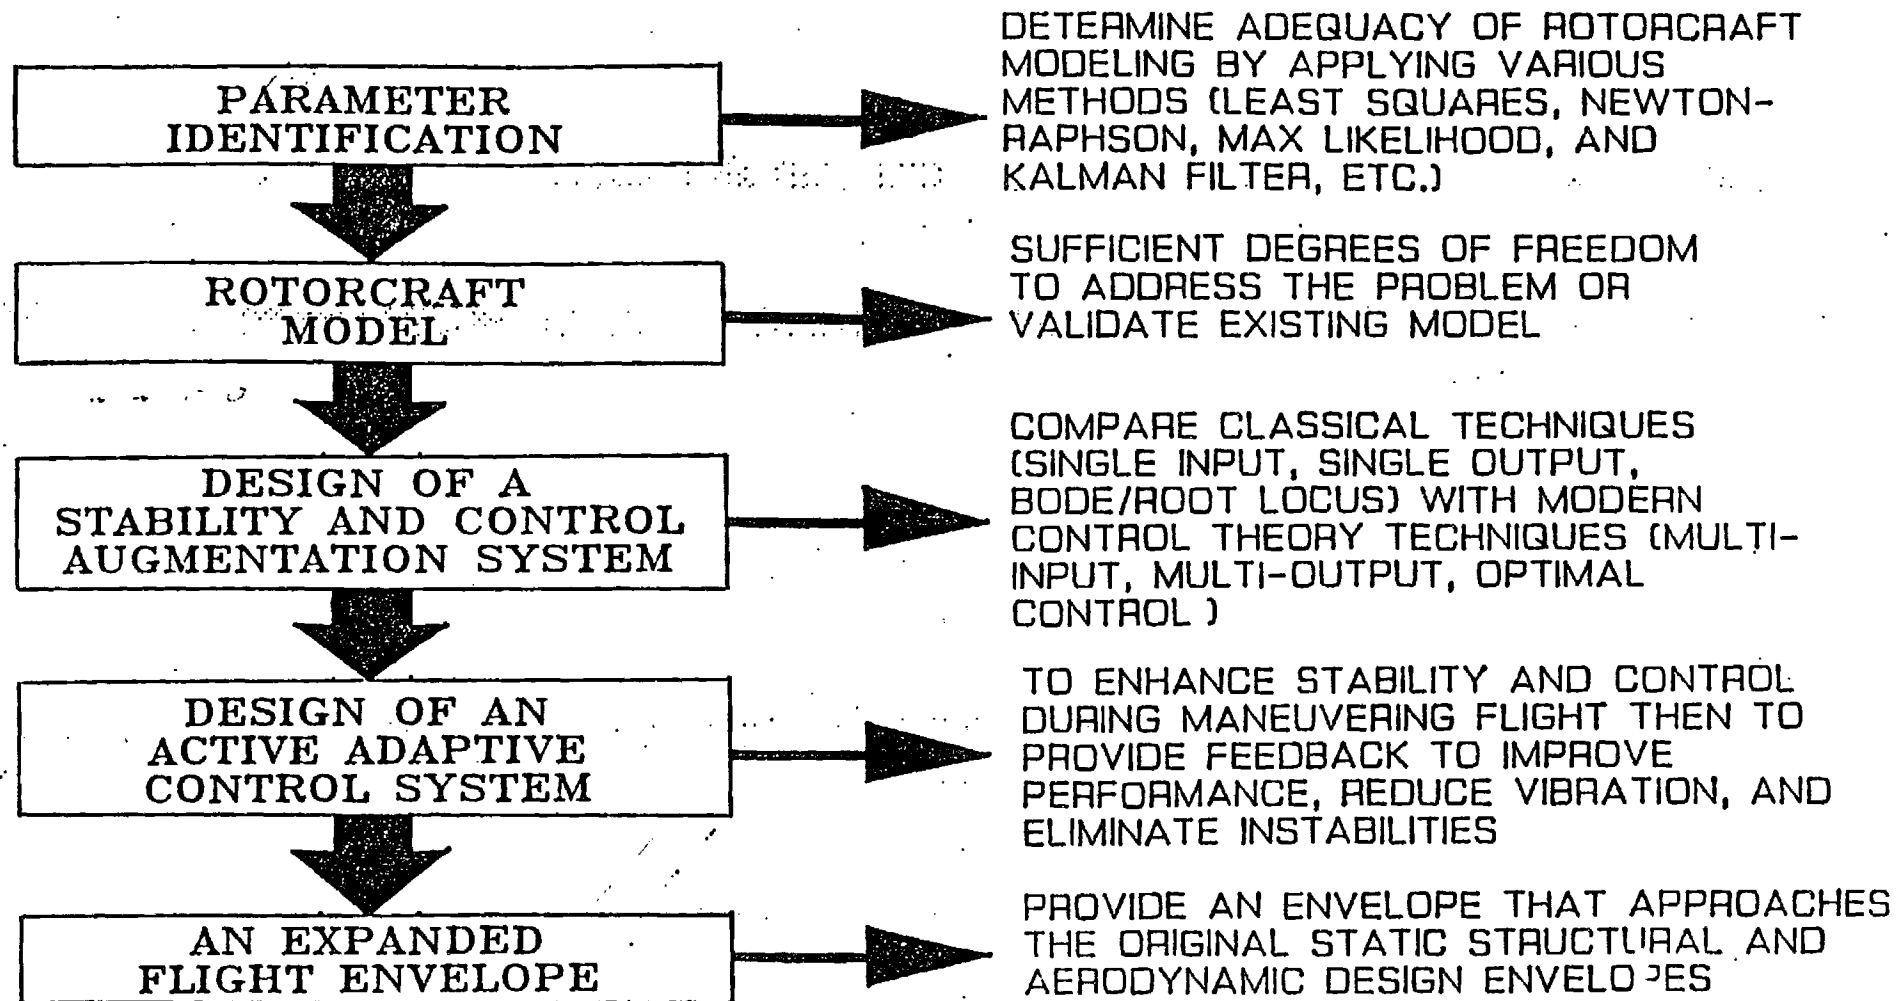 PARAMETER
IDENTIFICATION
DETERMINE ADEQUACY OF ROTORCRAFT
MODELING BY APPLYING VARIOUS
METHODS (LEAST SQUARES, NEWTON-
RAPHSON, MAX LIKELIHOOD, AND
KALMAN FILTER, ETC.)
ROTORCRAFT
MODEL
SUFFICIENT DEGREES OF FREEDOM
TO ADDRESS THE PROBLEM OR
VALIDATE EXISTING MODEL
DESIGN OF A
STABILITY AND CONTROL
AUGMENTATION SYSTEM
COMPARE CLASSICAL TECHNIQUES
(SINGLE INPUT, SINGLE OUTPUT,
BODE/ROOT LOCUS) WITH MODERN
CONTROL THEORY TECHNIQUES (MULTI-
INPUT, MULTI-OUTPUT, OPTIMAL
CONTROL )
DESIGN OF AN
ACTIVE ADAPTIVE
CONTROL SYSTEM
TO ENHANCE STABILITY AND CONTROL
DURING MANEUVERING FLIGHT THEN TO
PROVIDE FEEDBACK TO IMPROVE
PERFORMANCE, REDUCE VIBRATION, AND
ELIMINATE INSTABILITIES
AN EXPANDED
FLIGHT ENVELOPE
PROVIDE AN ENVELOPE THAT APPROACHES
THE ORIGINAL STATIC STRUCTURAL AND
AERODYNAMIC DESIGN ENVELOPES